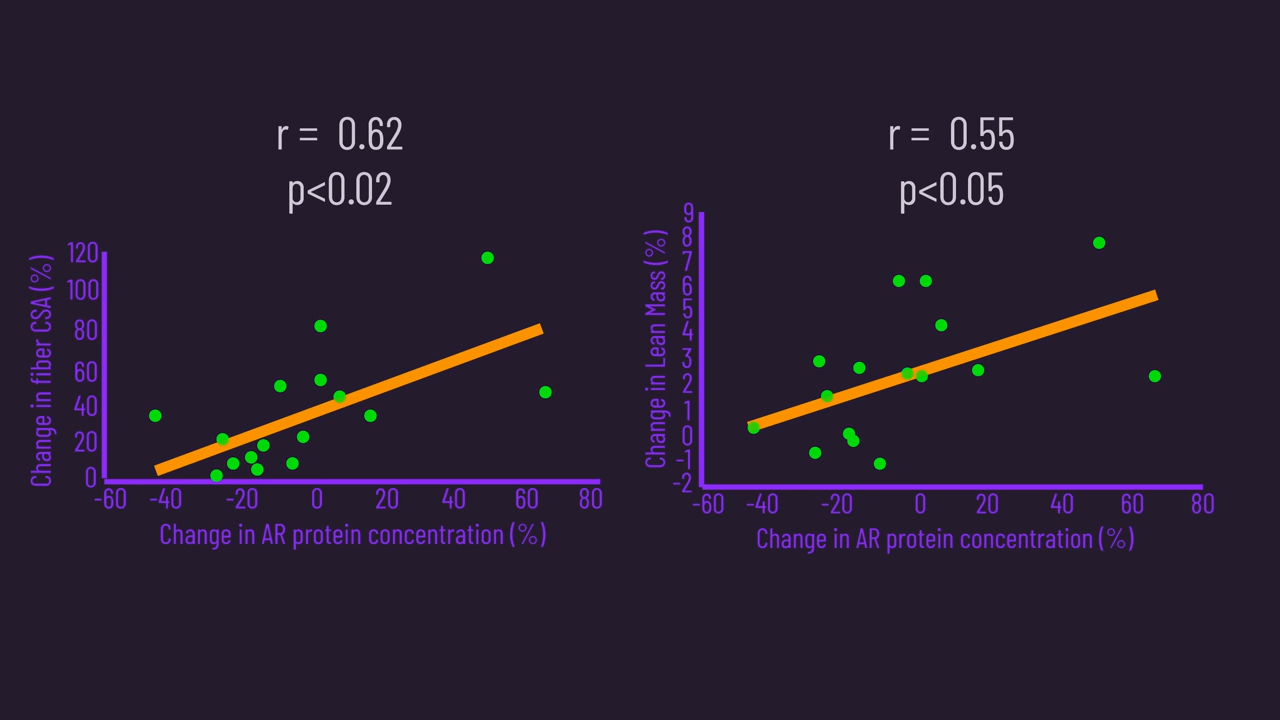 r = 0.62
p<0.02
Change in fiber CSA (%)
120
100
80
60
40
20
0
-60 -40 -20 0 20 40 60 80
Change in AR protein concentration (%)
r = 0.55
p<0.05
Change in Lean Mass (%)
9
8
7
6
5
4
3
2
1
0
-1
-2
-60 -40 -20 0 20 40 60 80
Change in AR protein concentration (%)